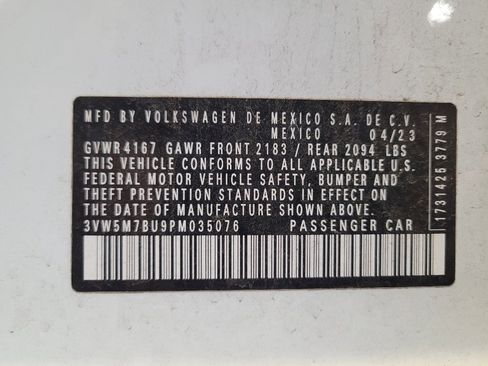 MFD BY VOLKSWAGEN DE MEXICO S.A. DE C.V.
MEXICO 04/23
GVWR4167 GAWR FRONT 2183 / REAR 2094 LBS
THIS VEHICLE CONFORMS TO ALL APPLICABLE U.S.
FEDERAL MOTOR VEHICLE SAFETY, BUMPER AND
THEFT PREVENTION STANDARDS IN EFFECT ON
THE DATE OF MANUFACTURE SHOWN ABOVE.
3VW5M7BU9PM035076 PASSENGER CAR
1731425 3779 M